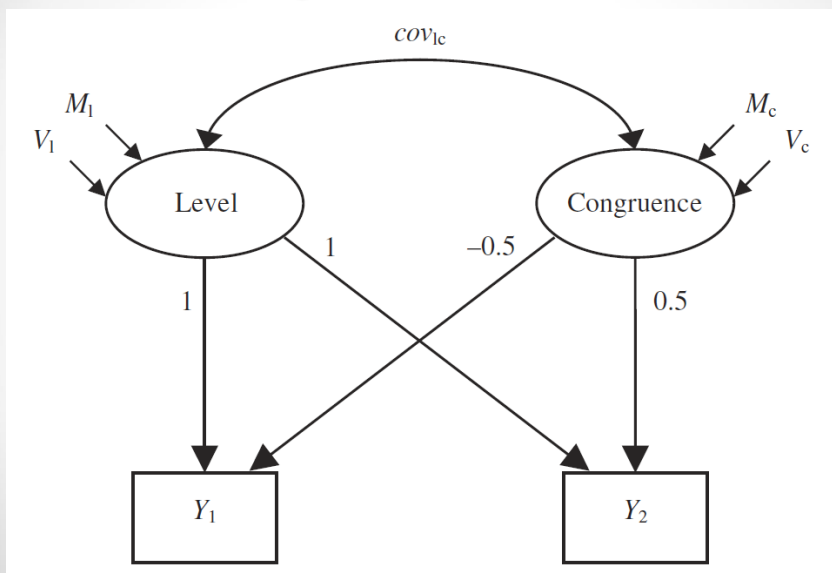 cov_lc
M_l
M_c
V_l
V_c
Level
Congruence
1
–0.5
1
0.5
Y_1
Y_2